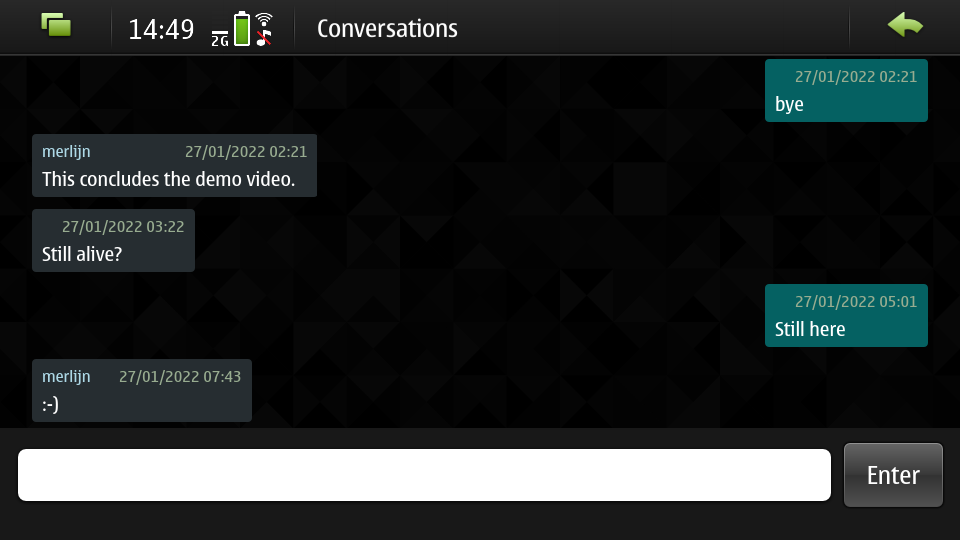 14:49
2G
Conversations
27/01/2022 02:21
bye
merlijn 27/01/2022 02:21
This concludes the demo video.
27/01/2022 03:22
Still alive?
27/01/2022 05:01
Still here
merlijn 27/01/2022 07:43
:-)
Enter